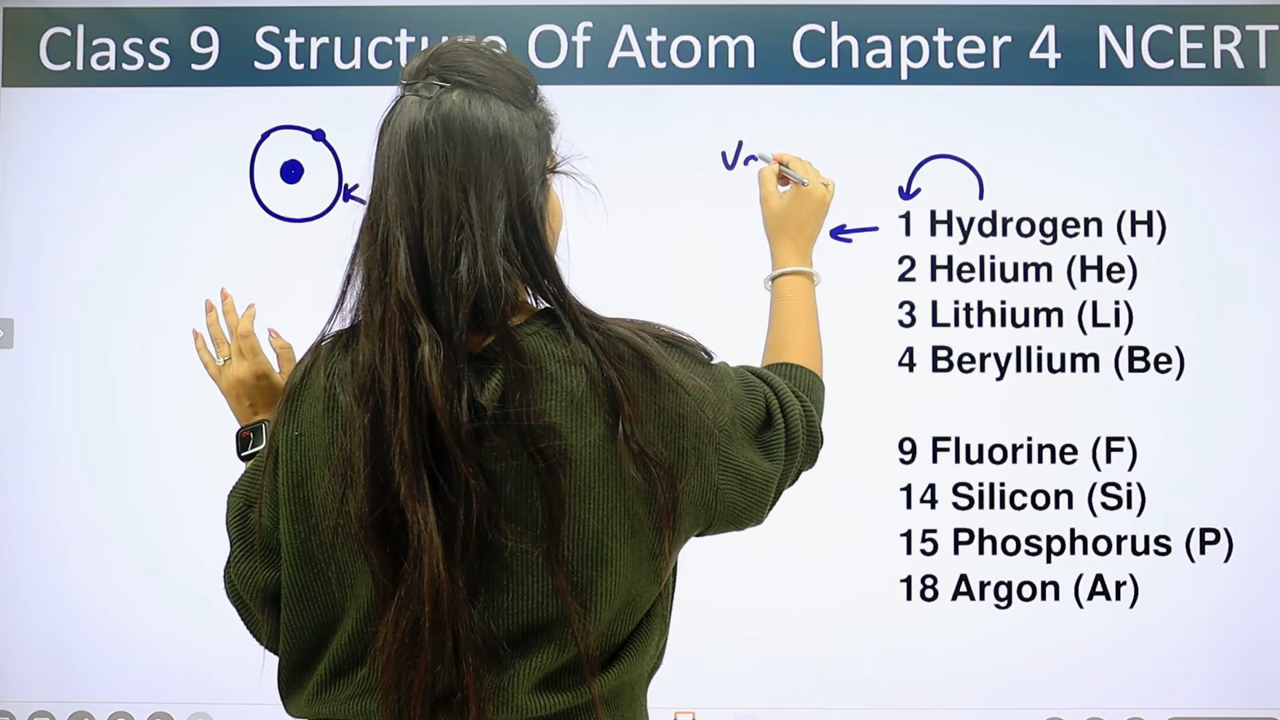 Class 9 Structure Of Atom Chapter 4 NCERT
K
1 Hydrogen (H)
2 Helium (He)
3 Lithium (Li)
4 Beryllium (Be)
9 Fluorine (F)
14 Silicon (Si)
15 Phosphorus (P)
18 Argon (Ar)